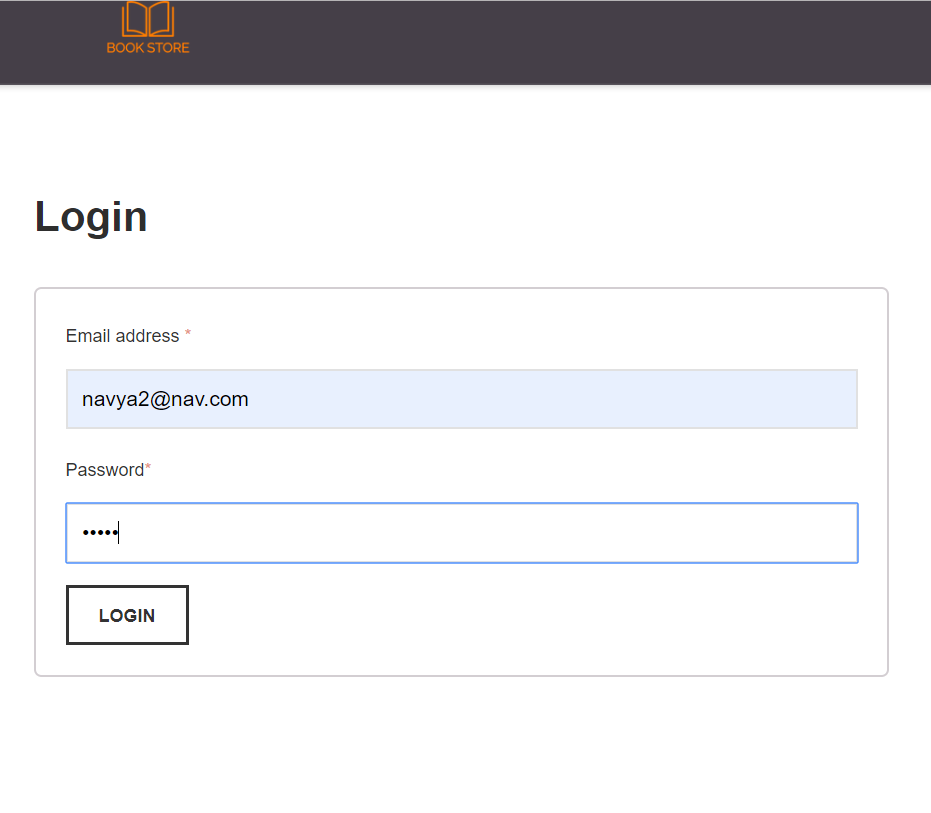 BOOK STORE
Login
Email address *
navya2@nav.com
Password*
•••••
LOGIN